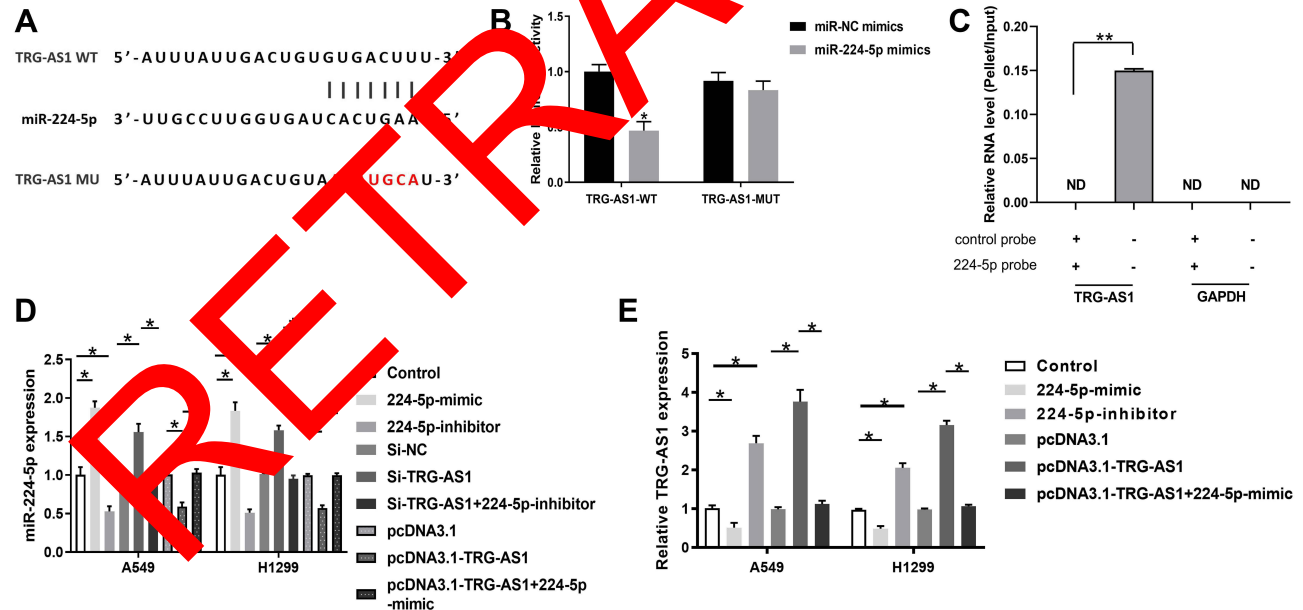 A
TRG-AS1 WT 5'-AUUUAUUGACUGUGUGACUUU-3'
miR-224-5p 3'-UUGCCUUGGUGAUCACUGAA 5'
TRG-AS1 MU 5'-AUUUAUUGACUGUA UGCAU-3'
B
Relative
1.5
1.0
0.0
*
TRG-AS1-WT TRG-AS1-MUT
miR-NC mimics
miR-224-5p mimics
C
Relative RNA level (Pellet/Input)
0.20
0.15
0.10
0.05
0.00
**
ND ND ND
control probe + - + -
224-5p probe + - + -
TRG-AS1 GAPDH
D
miR-224-5p expression
2.5
2.0
1.5
1.0
0.5
0.0
* * * * * * *
A549 H1299
Control
224-5p-mimic
224-5p-inhibitor
Si-NC
Si-TRG-AS1
Si-TRG-AS1+224-5p-inhibitor
pcDNA3.1
pcDNA3.1-TRG-AS1
pcDNA3.1-TRG-AS1+224-5p
-mimic
E
Relative TRG-AS1 expression
5
4
3
2
1
0
* * * * * * * *
A549 H1299
Control
224-5p-mimic
224-5p-inhibitor
pcDNA3.1
pcDNA3.1-TRG-AS1
pcDNA3.1-TRG-AS1+224-5p-mimic
RETRA